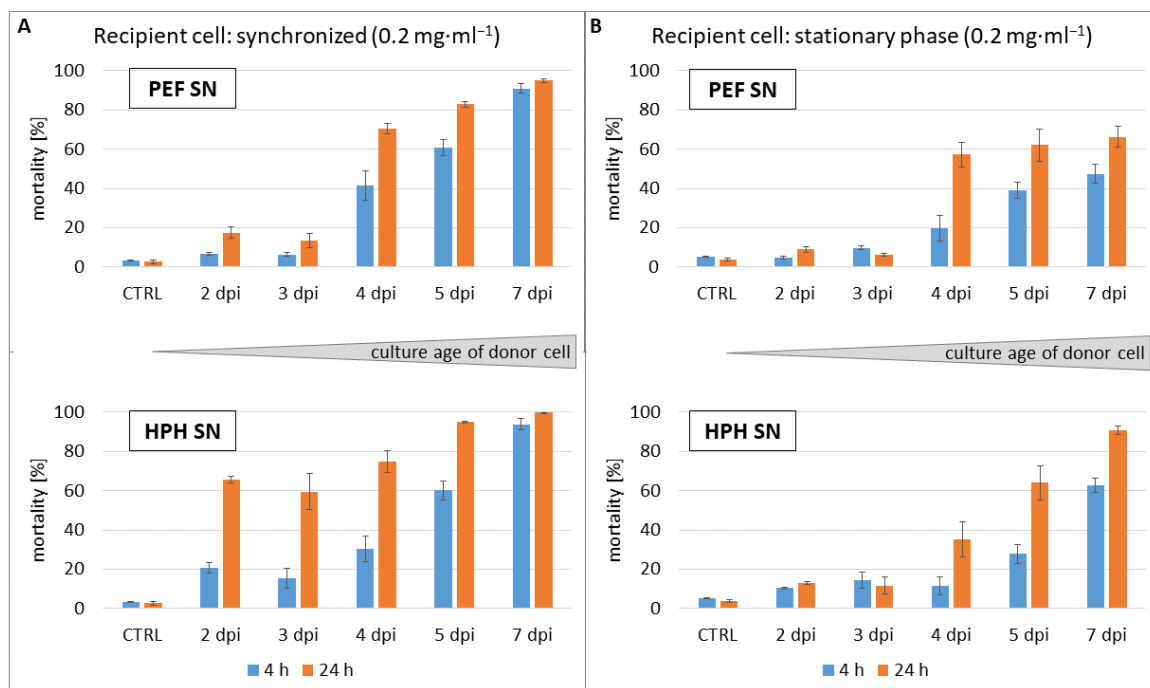 A
Recipient cell: synchronized (0.2 mg·ml⁻¹)
PEF SN
mortality [%]
100
80
60
40
20
0
CTRL 2 dpi 3 dpi 4 dpi 5 dpi 7 dpi
culture age of donor cell
HPH SN
mortality [%]
100
80
60
40
20
0
CTRL 2 dpi 3 dpi 4 dpi 5 dpi 7 dpi
4 h 24 h
B
Recipient cell: stationary phase (0.2 mg·ml⁻¹)
PEF SN
mortality [%]
100
80
60
40
20
0
CTRL 2 dpi 3 dpi 4 dpi 5 dpi 7 dpi
culture age of donor cell
HPH SN
mortality [%]
100
80
60
40
20
0
CTRL 2 dpi 3 dpi 4 dpi 5 dpi 7 dpi
4 h 24 h